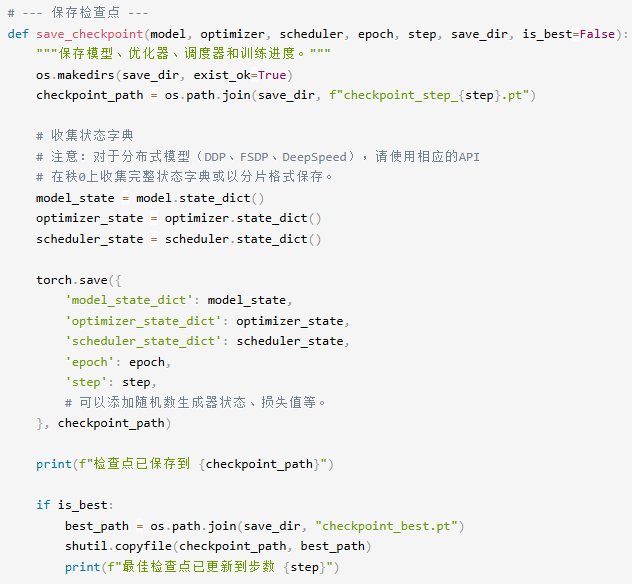 # --- 保存检查点 ---
def save_checkpoint(model, optimizer, scheduler, epoch, step, save_dir, is_best=False):
    """保存模型、优化器、调度器和训练进度。"""
    os.makedirs(save_dir, exist_ok=True)
    checkpoint_path = os.path.join(save_dir, f"checkpoint_step_{step}.pt")

    # 收集状态字典
    # 注意：对于分布式模型（DDP、FSDP、DeepSpeed），请使用相应的API
    # 在秩0上收集完整状态字典或以分片格式保存。
    model_state = model.state_dict()
    optimizer_state = optimizer.state_dict()
    scheduler_state = scheduler.state_dict()

    torch.save({
        'model_state_dict': model_state,
        'optimizer_state_dict': optimizer_state,
        'scheduler_state_dict': scheduler_state,
        'epoch': epoch,
        'step': step,
        # 可以添加随机数生成器状态、损失值等。
    }, checkpoint_path)

    print(f"检查点已保存到 {checkpoint_path}")

    if is_best:
        best_path = os.path.join(save_dir, "checkpoint_best.pt")
        shutil.copyfile(checkpoint_path, best_path)
        print(f"最佳检查点已更新到步数 {step}")